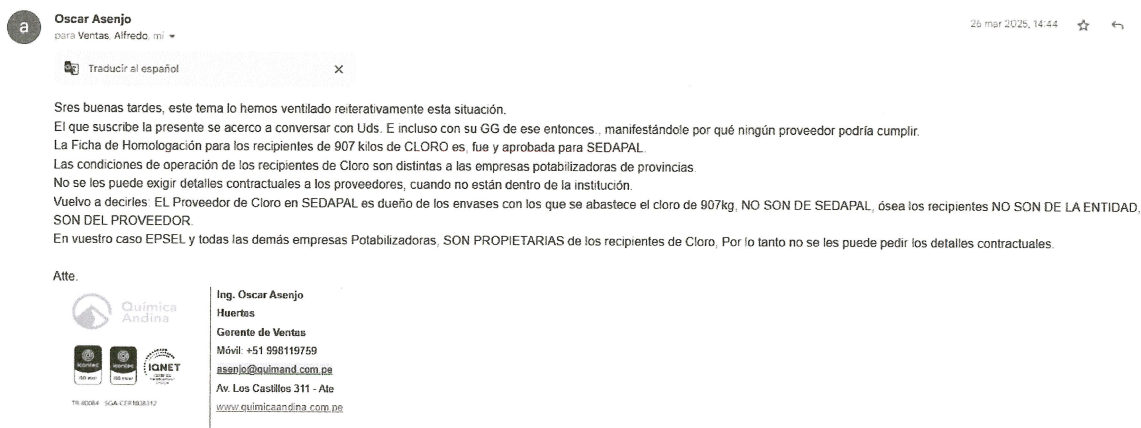 a
Oscar Asenjo
26 mar 2025, 14:44
para Ventas, Alfredo, mi
Traducir al español
Sres buenas tardes, este tema lo hemos ventilado reiterativamente esta situación.
El que suscribe la presente se acerco a conversar con Uds. E incluso con su GG de ese entonces., manifestándole por qué ningún proveedor podría cumplir.
La Ficha de Homologación para los recipientes de 907 kilos de CLORO es, fue y aprobada para SEDAPAL.
Las condiciones de operación de los recipientes de Cloro son distintas a las empresas potabilizadoras de provincias.
No se les puede exigir detalles contractuales a los proveedores, cuando no están dentro de la institución.
Vuelvo a decirles: EL Proveedor de Cloro en SEDAPAL es dueño de los envases con los que se abastece el cloro de 907kg, NO SON DE SEDAPAL, ósea los recipientes NO SON DE LA ENTIDAD,
SON DEL PROVEEDOR.
En vuestro caso EPSEL y todas las demás empresas Potabilizadoras, SON PROPIETARIAS de los recipientes de Cloro, Por lo tanto no se les puede pedir los detalles contractuales.
Atte.
Química
Andina
icontec
icontec
IQNET
Ing. Oscar Asenjo
Huertas
Gerente de Ventas
Móvil: +51 998119759
asenjo@quimand.com.pe
Av. Los Castillos 311 - Ate
www.quimicaandina.com.pe